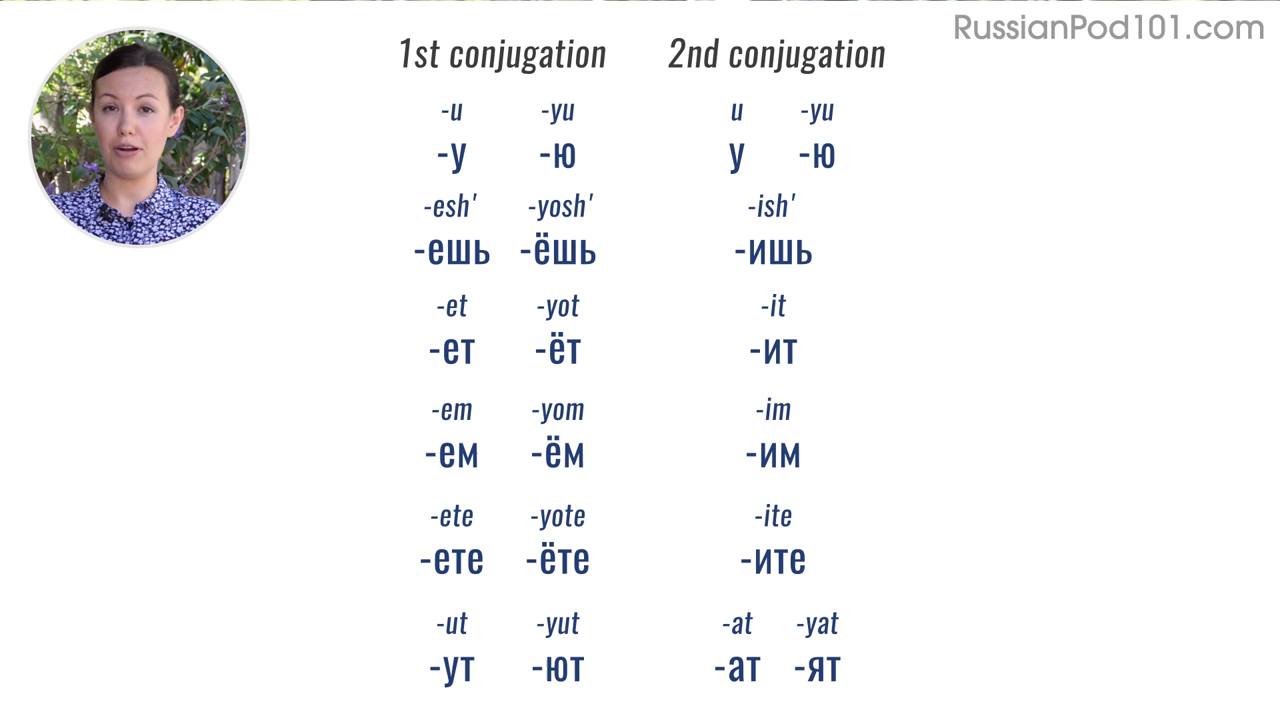 RussianPod101.com
1st conjugation 2nd conjugation
-u -yu u -yu
-у -ю у -ю
-esh' -yosh' -ish'
-ешь -ёшь -ишь
-et -yot -it
-ет -ёт -ит
-em -yom -im
-ем -ём -им
-ete -yote -ite
-ете -ёте -ите
-ut -yut -at -yat
-ут -ют -ат -ят